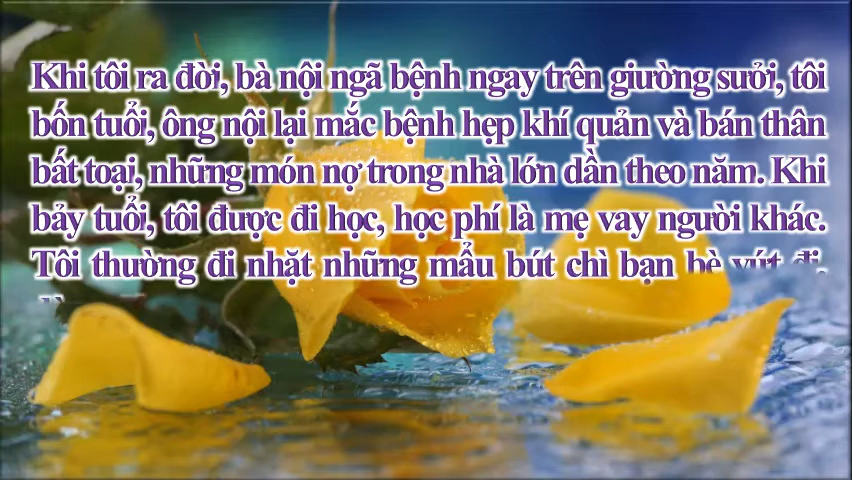 Khi tôi ra đời, bà nội ngã bệnh ngay trên giường sưởi, tôi
bốn tuổi, ông nội lại mắc bệnh hẹp khí quản và bán thân
bất toại, những món nợ trong nhà lớn dần theo năm. Khi
bảy tuổi, tôi được đi học, học phí là mẹ vay người khác.
Tôi thường đi nhặt những mẩu bút chì bạn bè vứt đi,